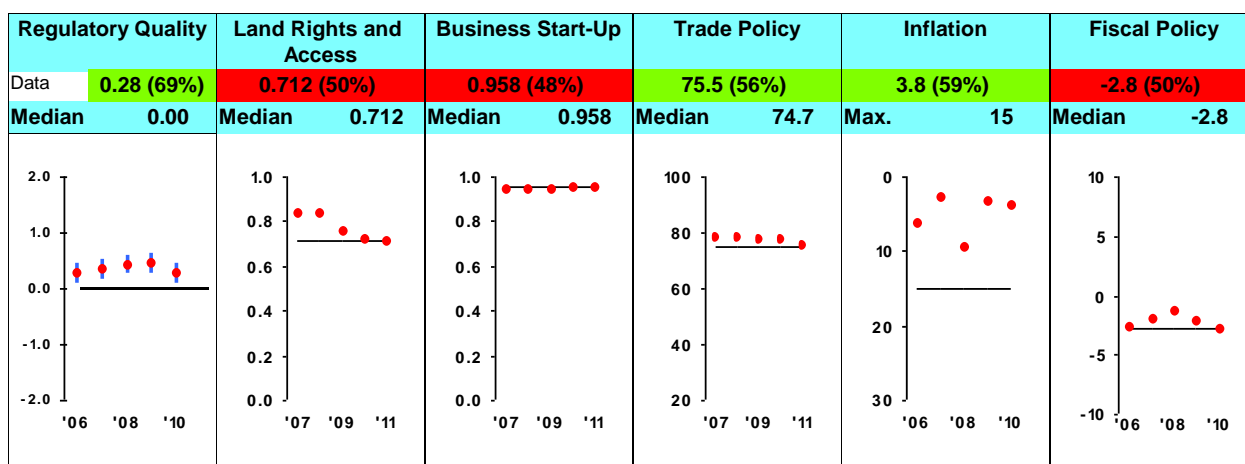 Regulatory Quality
Land Rights and
Access
Business Start-Up
Trade Policy
Inflation
Fiscal Policy
Data 0.28 (69%)
0.712 (50%)
0.958 (48%)
75.5 (56%)
3.8 (59%)
-2.8 (50%)
Median 0.00
Median 0.712
Median 0.958
Median 74.7
Max. 15
Median -2.8
2.0
1.0
0.0
-1.0
-2.0
'06 '08 '10
1.0
0.8
0.6
0.4
0.2
0.0
'07 '09 '11
1.0
0.8
0.6
0.4
0.2
0.0
'07 '09 '11
100
80
60
40
20
'07 '09 '11
0
10
20
30
'06 '08 '10
10
5
0
-5
-10
'06 '08 '10